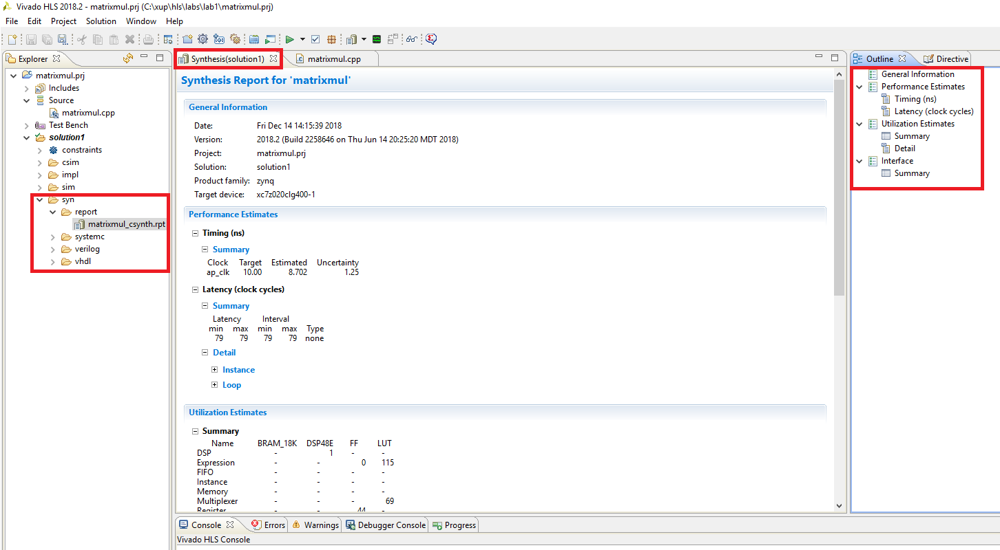 Vivado HLS 2018.2 - matrixmul.prj (C:\xup\hls\labs\lab1\matrixmul.prj)
File Edit Project Solution Window Help
Explorer
matrixmul.prj
Includes
Source
matrixmul.cpp
Test Bench
solution1
constraints
csim
impl
sim
syn
report
matrixmul_csynth.rpt
systemc
verilog
vhdl
Synthesis(solution1) matrixmul.cpp
Synthesis Report for 'matrixmul'
General Information
Date: Fri Dec 14 14:15:39 2018
Version: 2018.2 (Build 2258646 on Thu Jun 14 20:25:20 MDT 2018)
Project: matrixmul.prj
Solution: solution1
Product family: zynq
Target device: xc7z020clg400-1
Performance Estimates
Timing (ns)
Summary
Clock Target Estimated Uncertainty
ap_clk 10.00 8.702 1.25
Latency (clock cycles)
Summary
Latency Interval
min max min max Type
79 79 79 79 none
Detail
Instance
Loop
Utilization Estimates
Summary
Name BRAM_18K DSP48E FF LUT
DSP - 1 - -
Expression - - 0 115
FIFO - - - -
Instance - - - -
Memory - - - -
Multiplexer - - - 69
Register - - 44 -
Outline Directive
General Information
Performance Estimates
Timing (ns)
Latency (clock cycles)
Utilization Estimates
Summary
Detail
Interface
Summary
Console Errors Warnings Debugger Console Progress
Vivado HLS Console